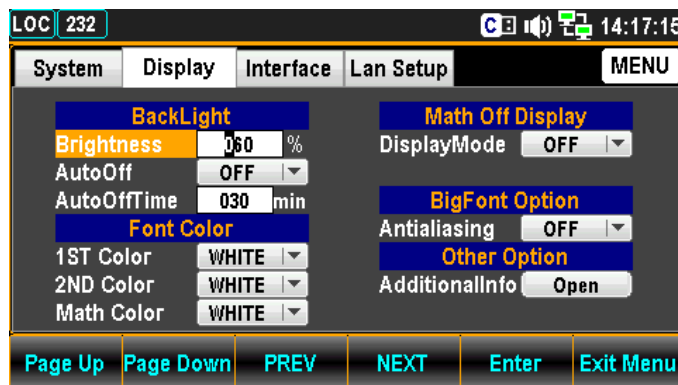 LOC 232 C 14:17:15
System Display Interface Lan Setup MENU
BackLight
Brightness 060 %
AutoOff OFF
AutoOffTime 030 min
Font Color
1ST Color WHITE
2ND Color WHITE
Math Color WHITE
Math Off Display
DisplayMode OFF
BigFont Option
Antialiasing OFF
Other Option
AdditionalInfo Open
Page Up Page Down PREV NEXT Enter Exit Menu